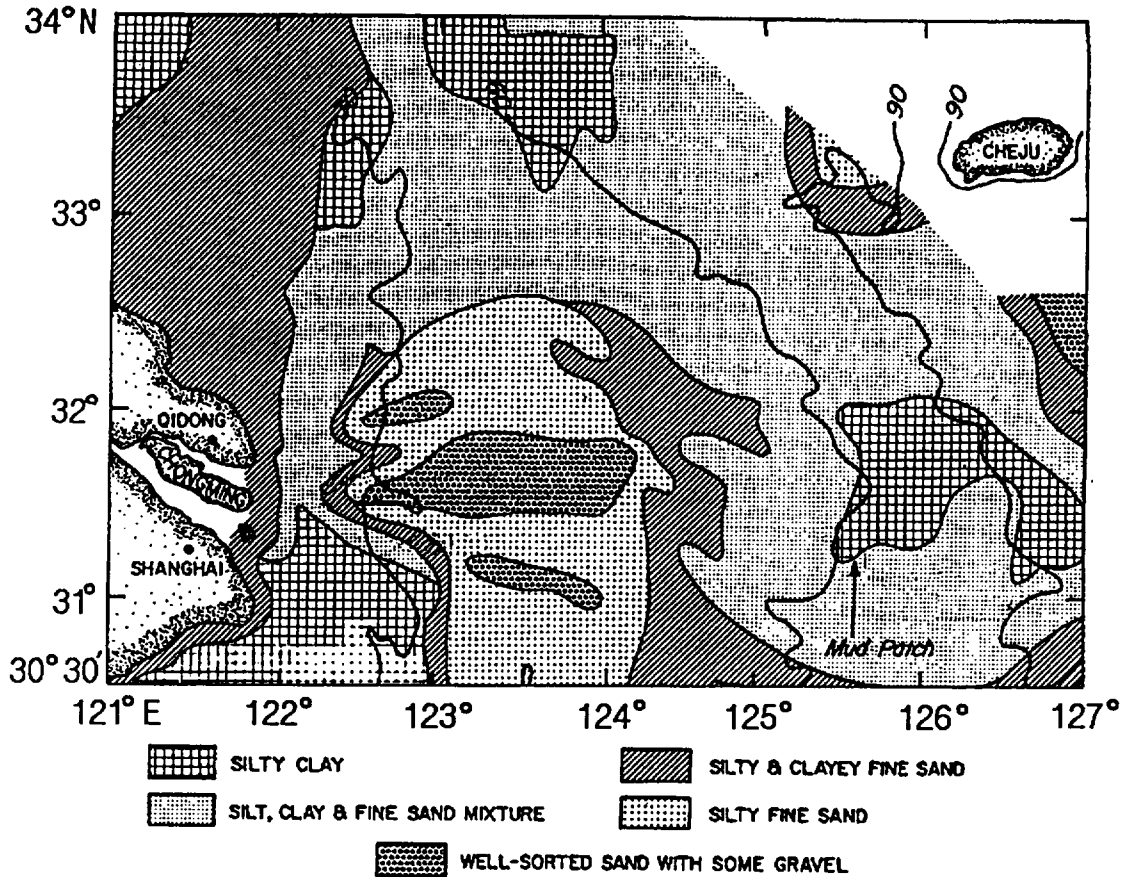 34°N
90
90
CHEJU
33°
32°
QIDONG
CHONGMING
SHANGHAI
31°
30°30'
Mud Patch
121°E 122° 123° 124° 125° 126° 127°
SILTY CLAY
SILTY & CLAYEY FINE SAND
SILT, CLAY & FINE SAND MIXTURE
SILTY FINE SAND
WELL-SORTED SAND WITH SOME GRAVEL